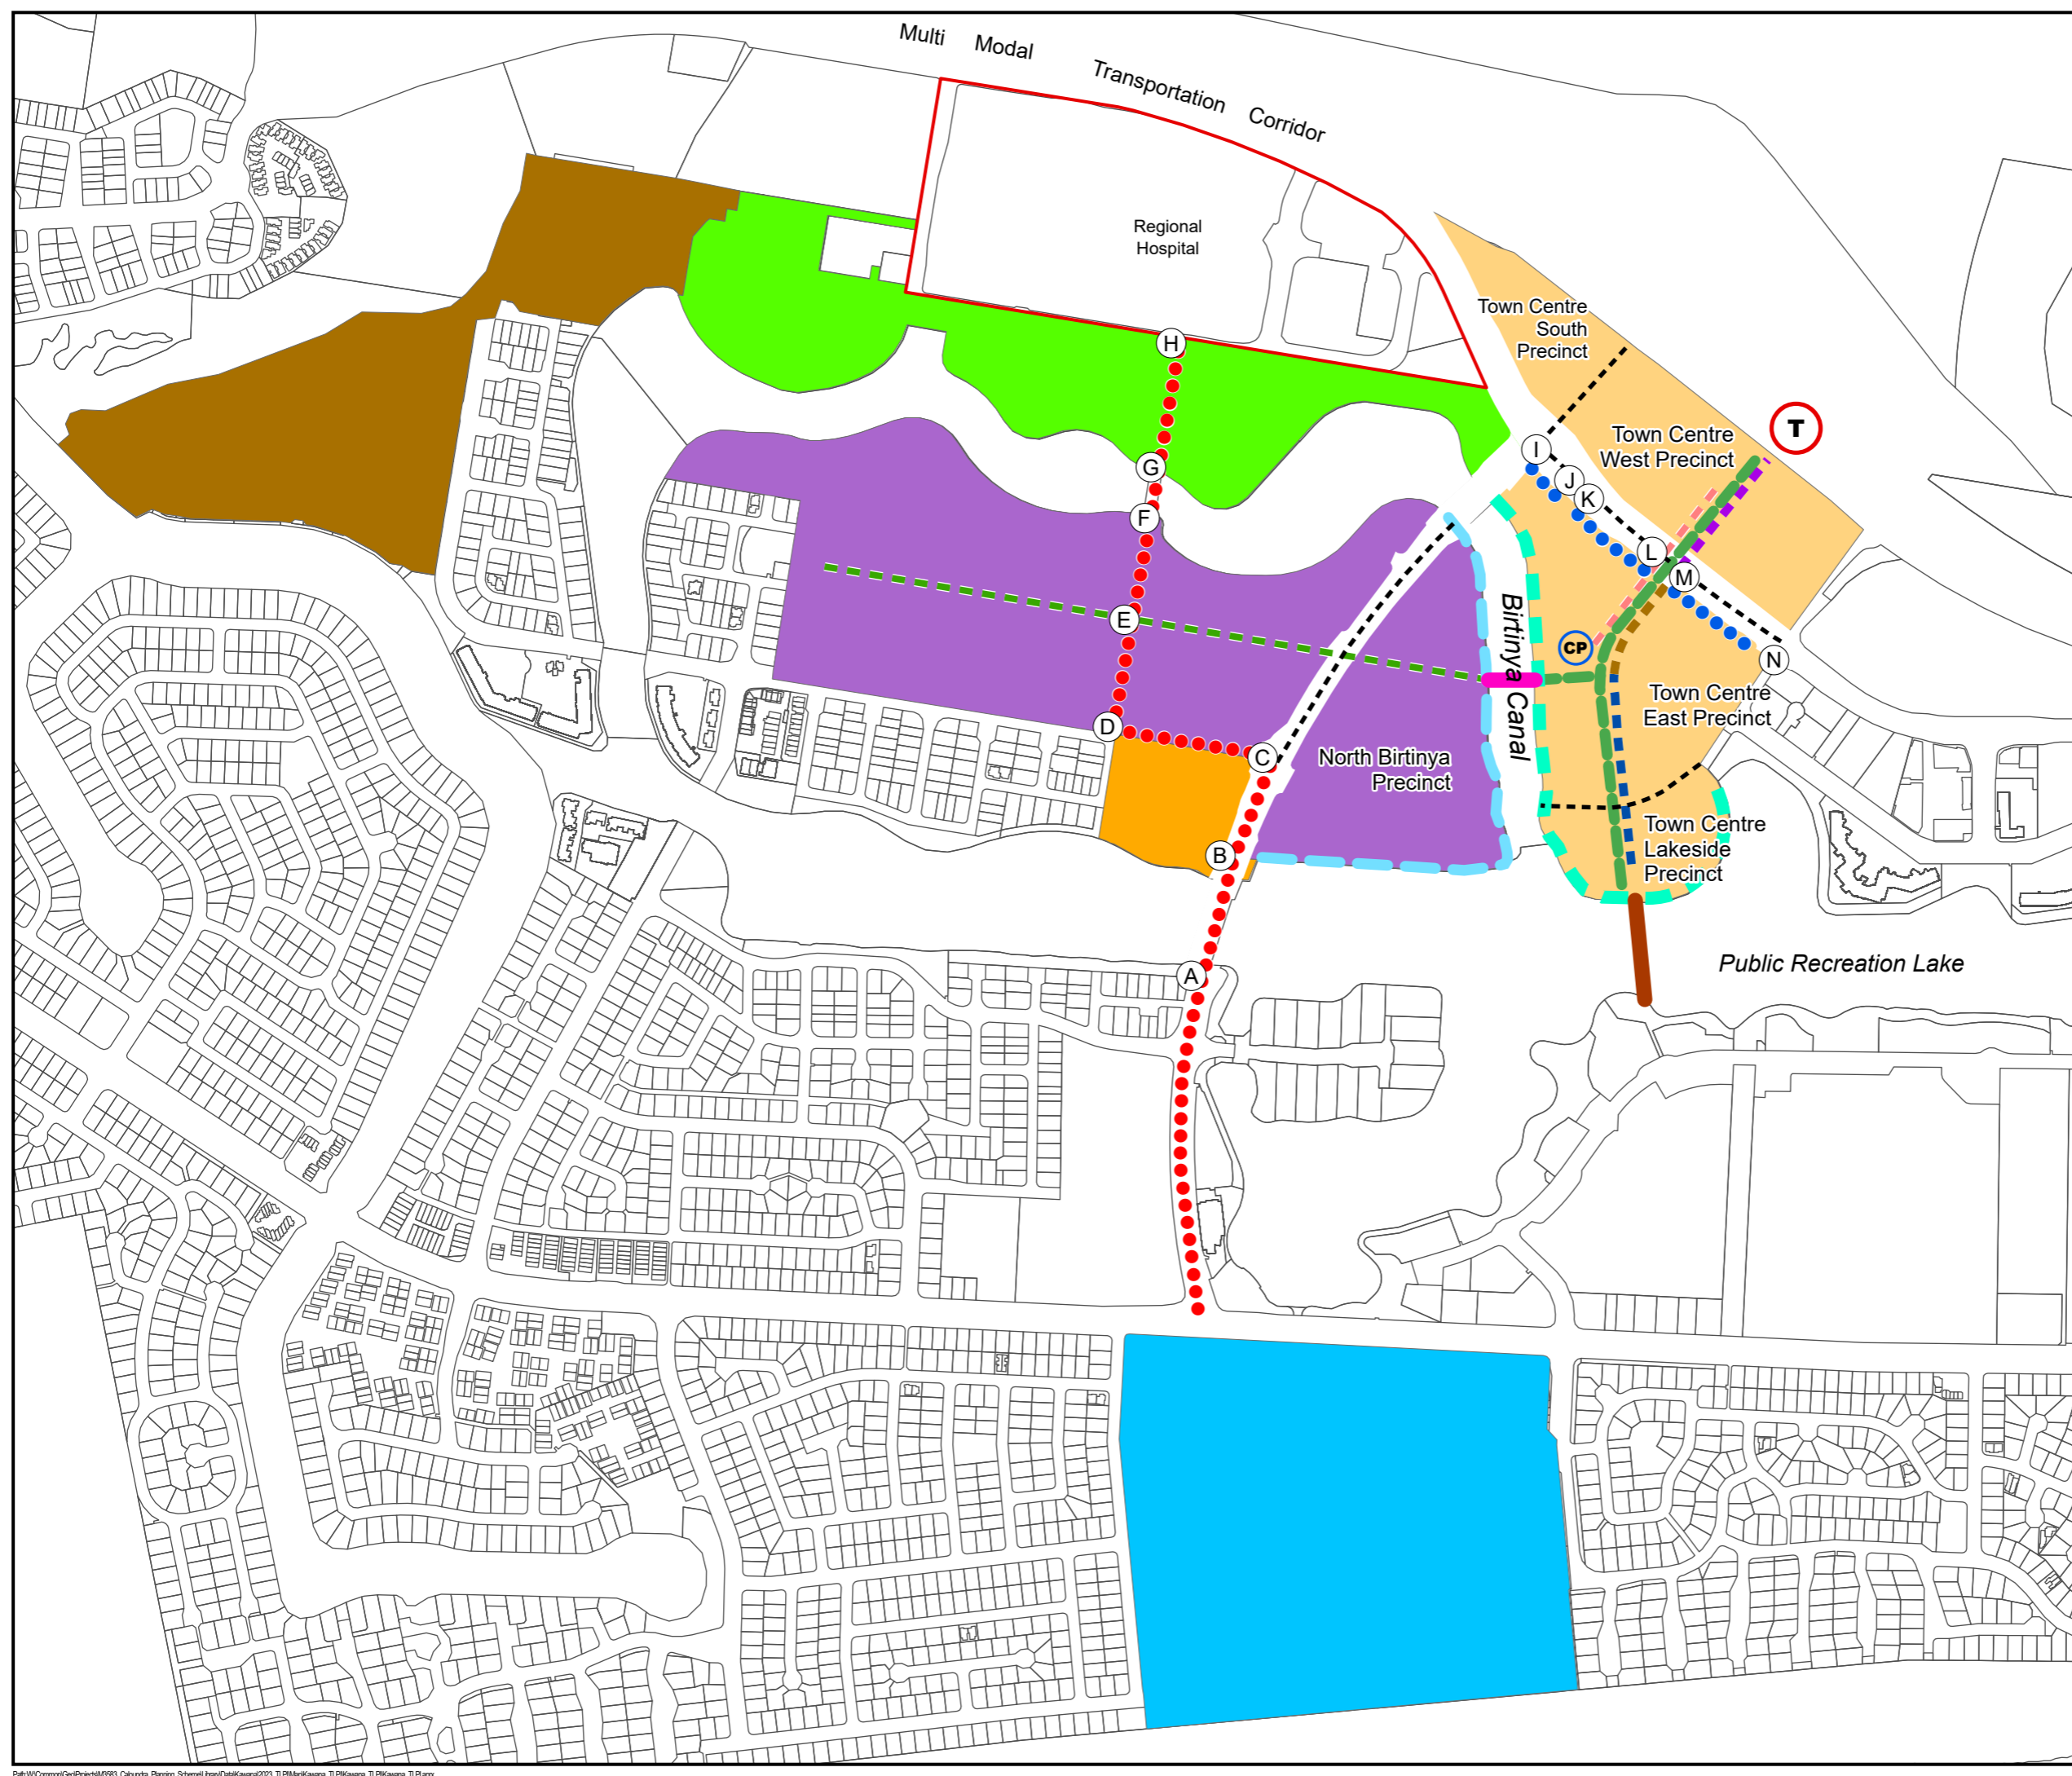 Multi Modal Transportation Corridor
Regional
Hospital
H
Town Centre
South
Precinct
T
Town Centre
West Precinct
I
J
K
G
F
L
M
E
Birtinya Canal
CP
N
Town Centre
East Precinct
D
C
North Birtinya
Precinct
Town Centre
Lakeside
Precinct
B
A
Public Recreation Lake